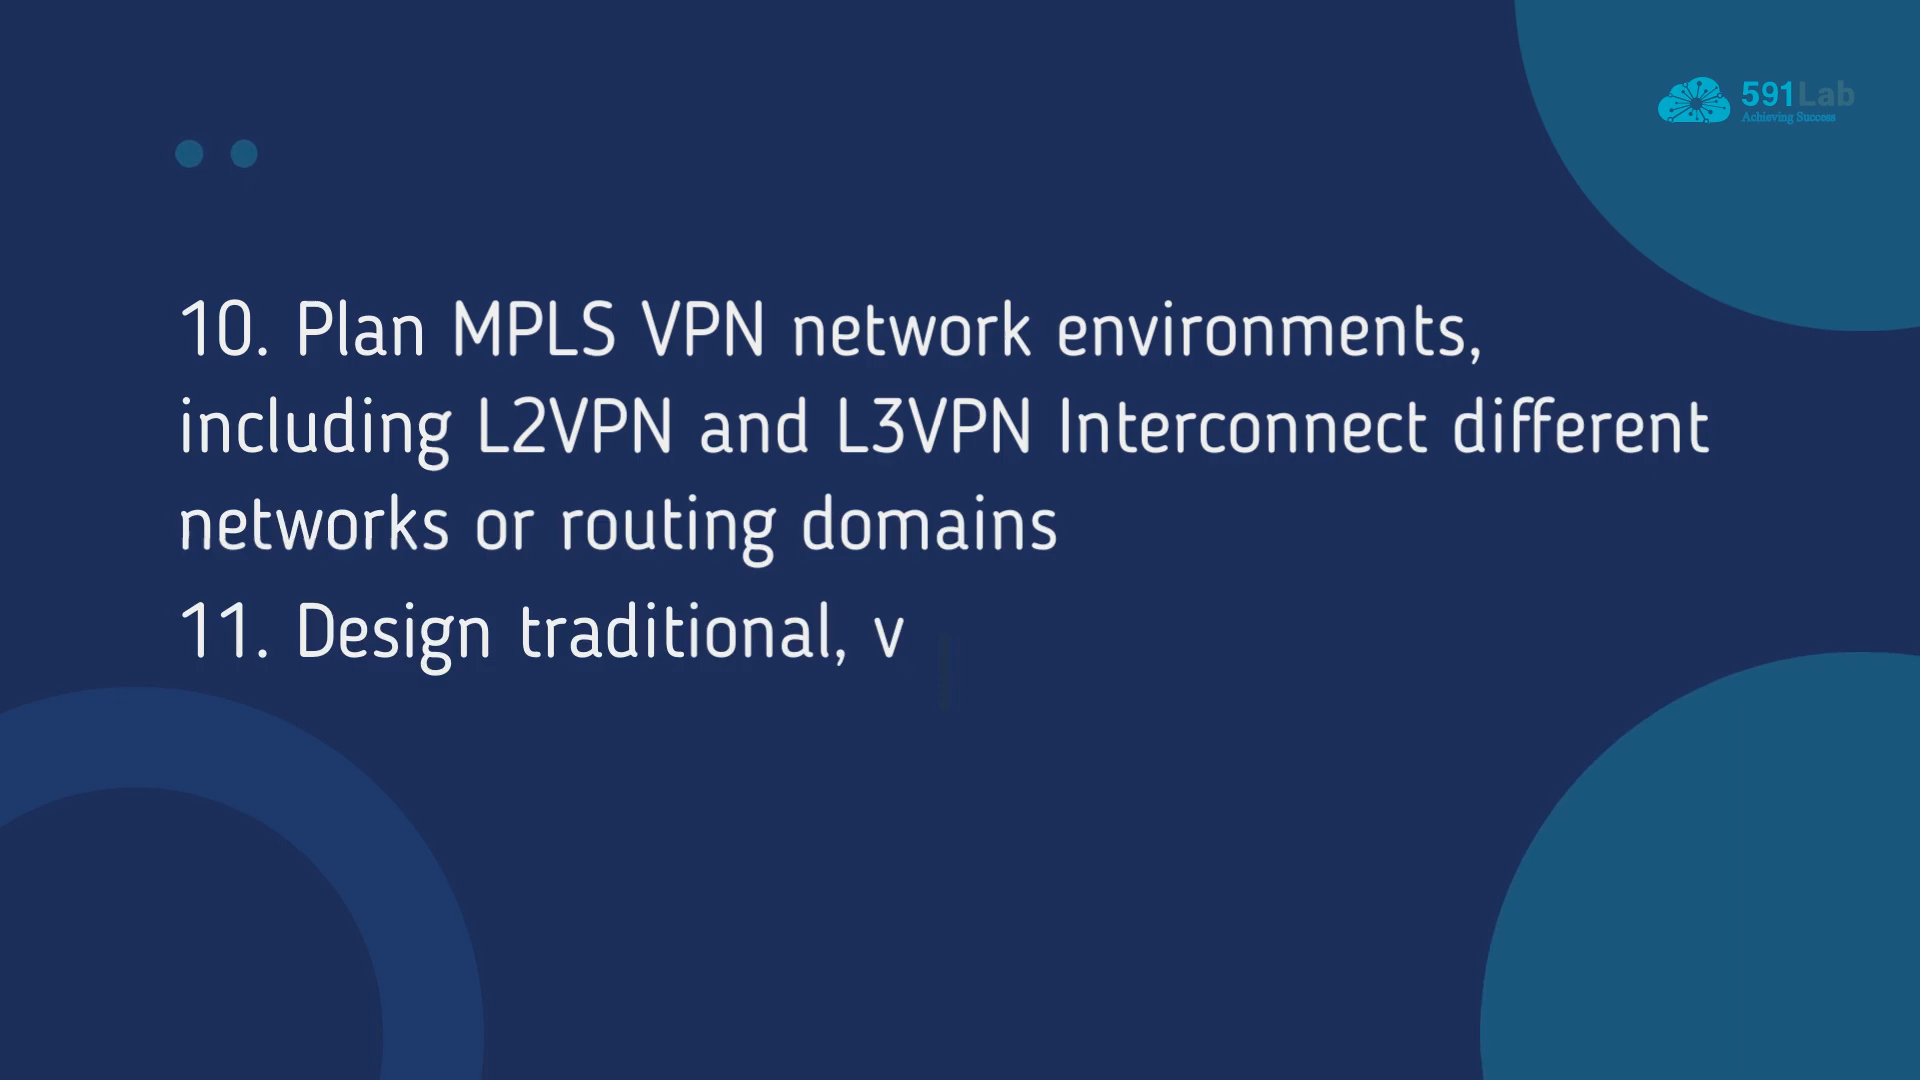 591Lab
Achieving Success
10. Plan MPLS VPN network environments,
including L2VPN and L3VPN Interconnect different
networks or routing domains
11. Design traditional, v